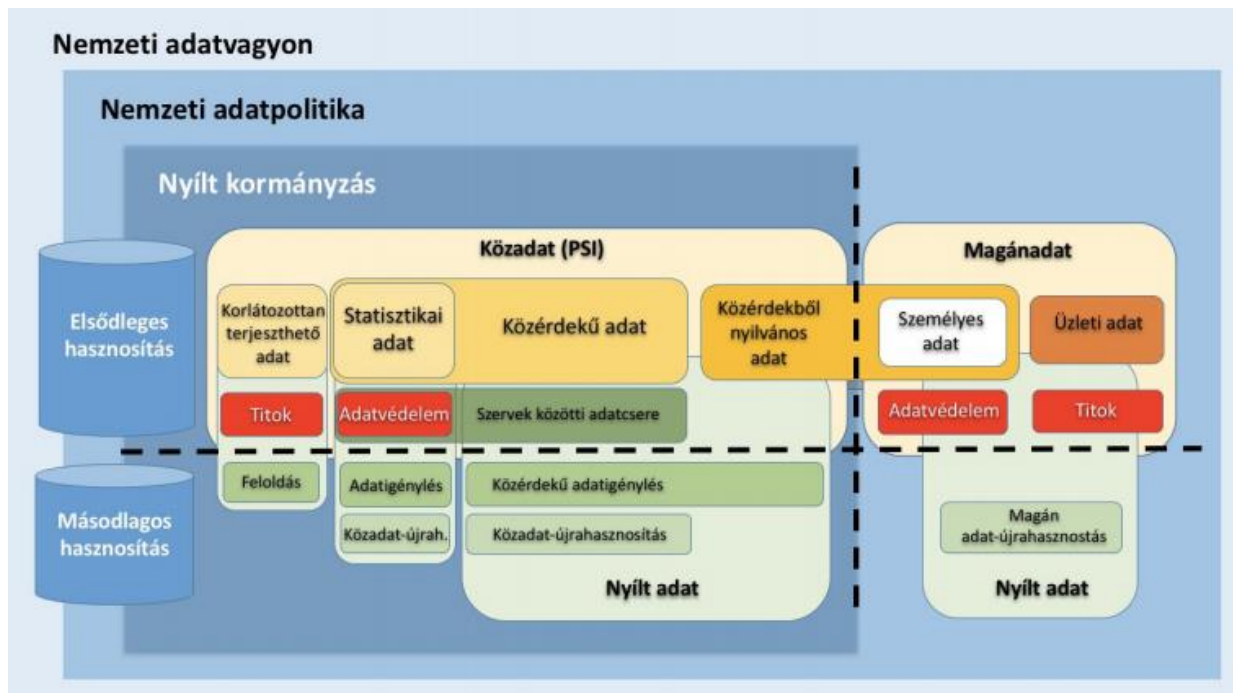 Nemzeti adatvagyon
Nemzeti adatpolitika
Nyílt kormányzás
Közadat (PSI)
Magánadat
Elsődleges
hasznosítás
Korlátozottan
terjeszthető
adat
Statisztikai
adat
Közérdekű adat
Közérdekből
nyilvános
adat
Személyes
adat
Üzleti adat
Titok
Adatvédelem
Szervek közötti adatcsere
Adatvédelem
Titok
Másodlagos
hasznosítás
Feloldás
Adatigénylés
Közérdekű adatigénylés
Közadat-újrah.
Közadat-újrahasznosítás
Magán
adat-újrahasznostás
Nyílt adat
Nyílt adat